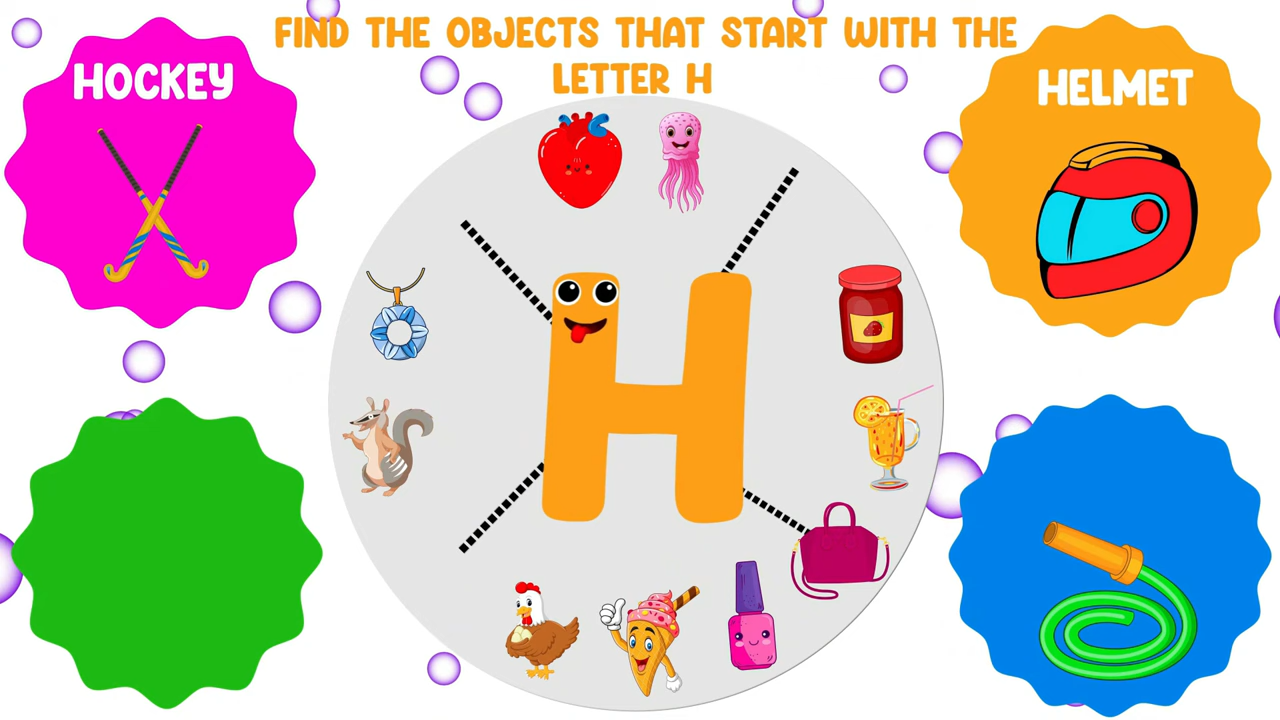 FIND THE OBJECTS THAT START WITH THE
LETTER H
HOCKEY
HELMET
H